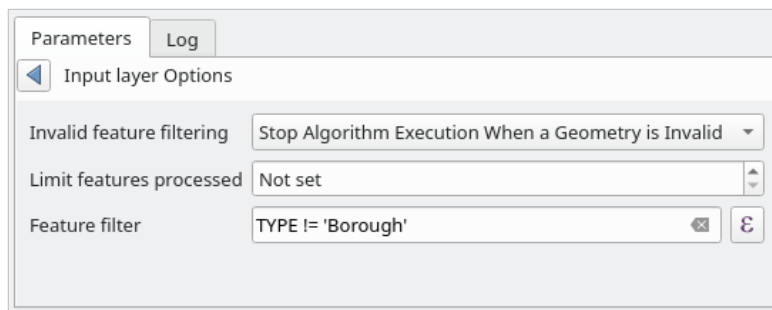 Parameters Log
Input layer Options
Invalid feature filtering Stop Algorithm Execution When a Geometry is Invalid
Limit features processed Not set
Feature filter TYPE != 'Borough' ε